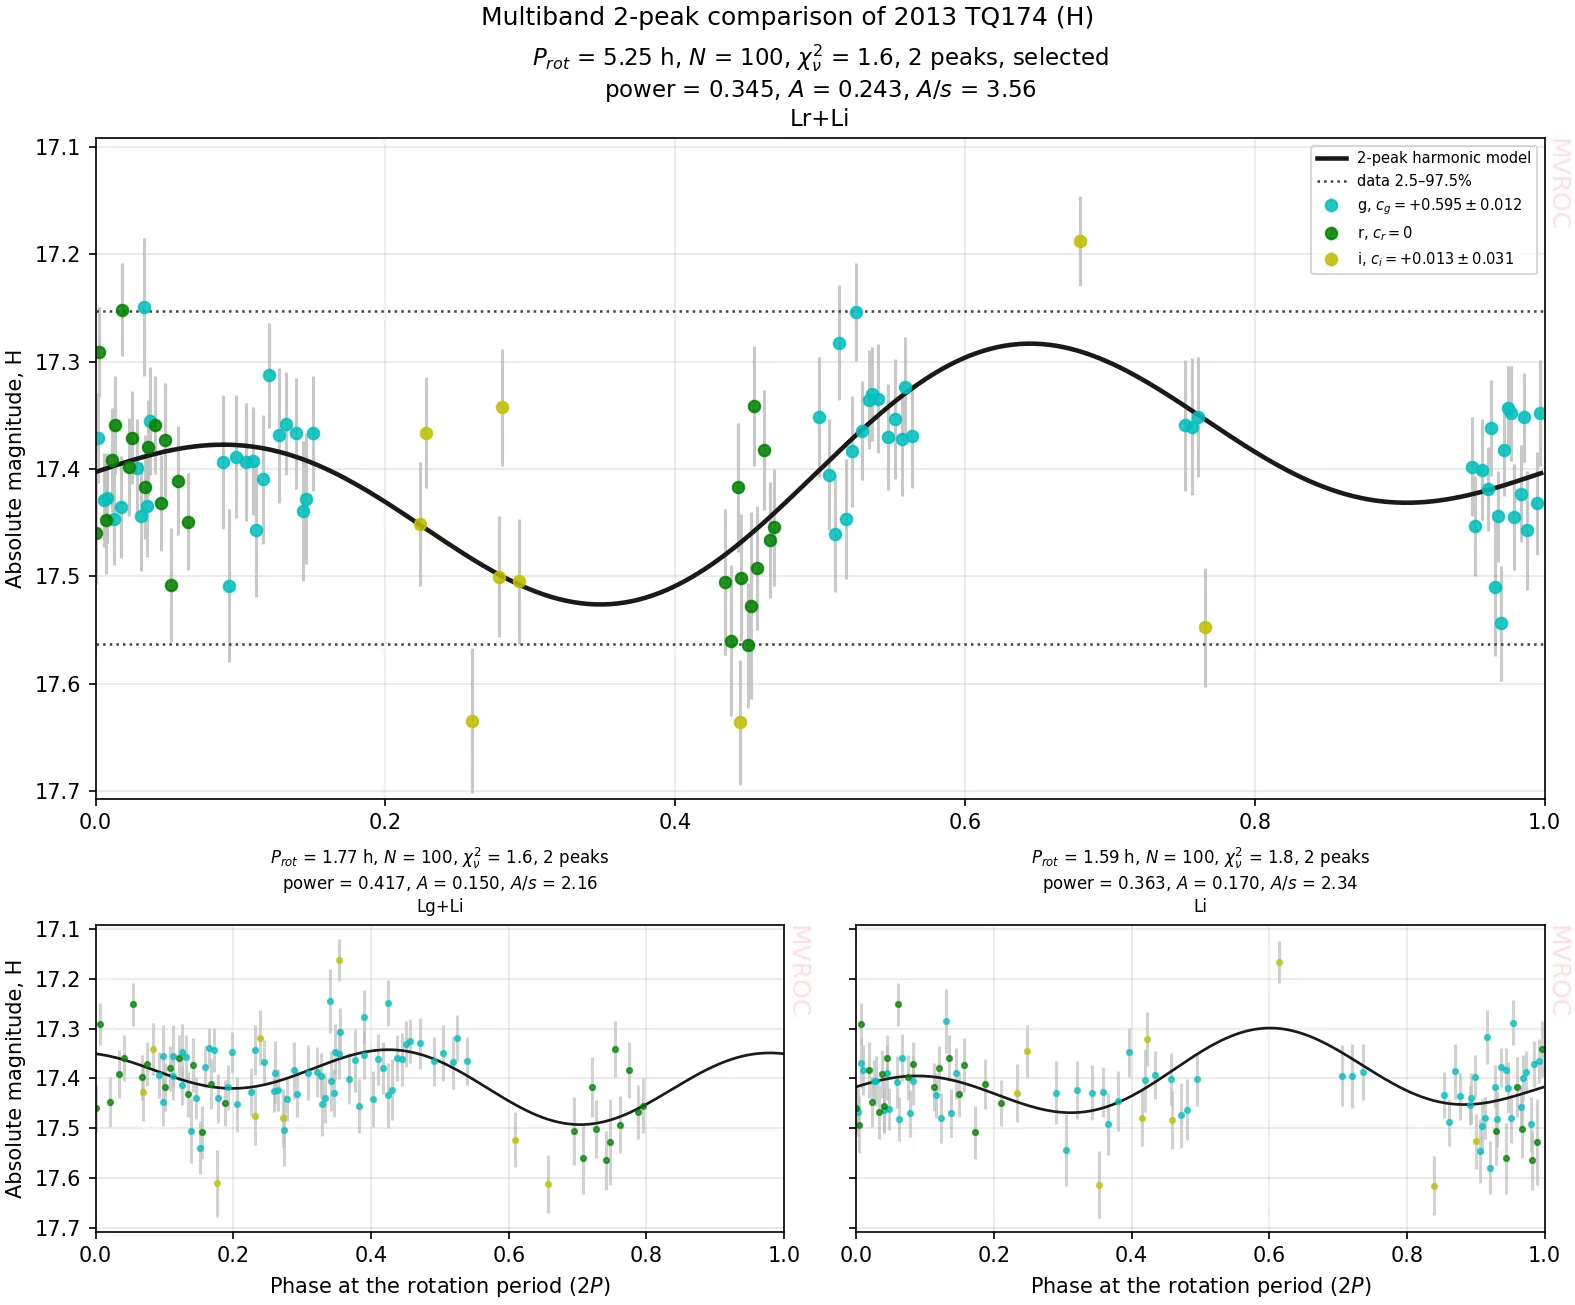 Multiband 2-peak comparison of 2013 TQ174 (H)
P_rot = 5.25 h, N = 100, χ²_ν = 1.6, 2 peaks, selected
power = 0.345, A = 0.243, A/s = 3.56
Lr+Li
17.1
17.2
17.3
17.4
17.5
17.6
17.7
Absolute magnitude, H
2-peak harmonic model
data 2.5–97.5%
g, c_g = +0.595 ± 0.012
r, c_r = 0
i, c_i = +0.013 ± 0.031
MVROC
0.0 0.2 0.4 0.6 0.8 1.0
P_rot = 1.77 h, N = 100, χ²_ν = 1.6, 2 peaks
power = 0.417, A = 0.150, A/s = 2.16
Lg+Li
17.1
17.2
17.3
17.4
17.5
17.6
17.7
Absolute magnitude, H
MVROC
0.0 0.2 0.4 0.6 0.8 1.0
Phase at the rotation period (2P)
P_rot = 1.59 h, N = 100, χ²_ν = 1.8, 2 peaks
power = 0.363, A = 0.170, A/s = 2.34
Li
MVROC
0.0 0.2 0.4 0.6 0.8 1.0
Phase at the rotation period (2P)